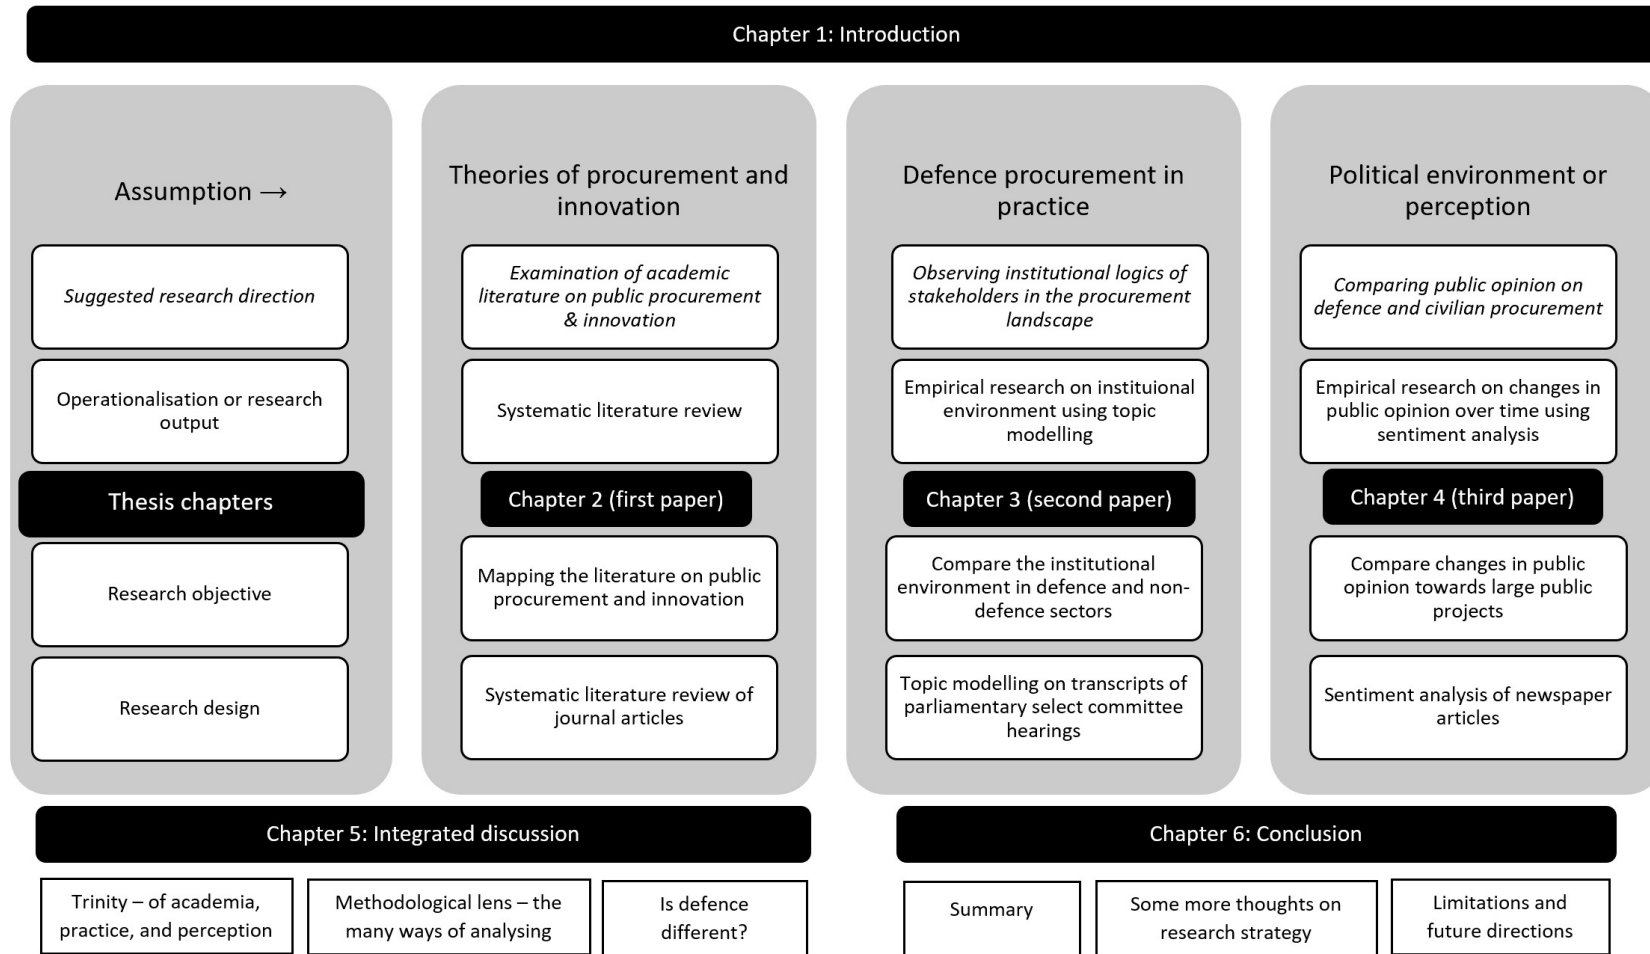 Chapter 1: Introduction
Assumption →
Suggested research direction
Operationalisation or research
output
Thesis chapters
Research objective
Research design
Theories of procurement and
innovation
Examination of academic
literature on public procurement
& innovation
Systematic literature review
Chapter 2 (first paper)
Mapping the literature on public
procurement and innovation
Systematic literature review of
journal articles
Defence procurement in
practice
Observing institutional logics of
stakeholders in the procurement
landscape
Empirical research on instituional
environment using topic
modelling
Chapter 3 (second paper)
Compare the institutional
environment in defence and non-
defence sectors
Topic modelling on transcripts of
parliamentary select committee
hearings
Political environment or
perception
Comparing public opinion on
defence and civilian procurement
Empirical research on changes in
public opinion over time using
sentiment analysis
Chapter 4 (third paper)
Compare changes in public
opinion towards large public
projects
Sentiment analysis of newspaper
articles
Chapter 5: Integrated discussion
Trinity – of academia,
practice, and perception
Methodological lens – the
many ways of analysing
Is defence
different?
Chapter 6: Conclusion
Summary
Some more thoughts on
research strategy
Limitations and
future directions